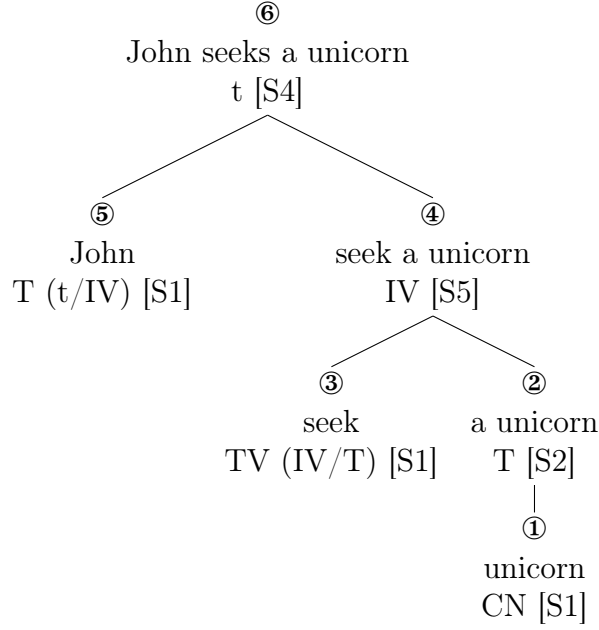 ⑥
John seeks a unicorn
t [S4]
⑤
John
T (t/IV) [S1]
④
seek a unicorn
IV [S5]
③
seek
TV (IV/T) [S1]
②
a unicorn
T [S2]
①
unicorn
CN [S1]